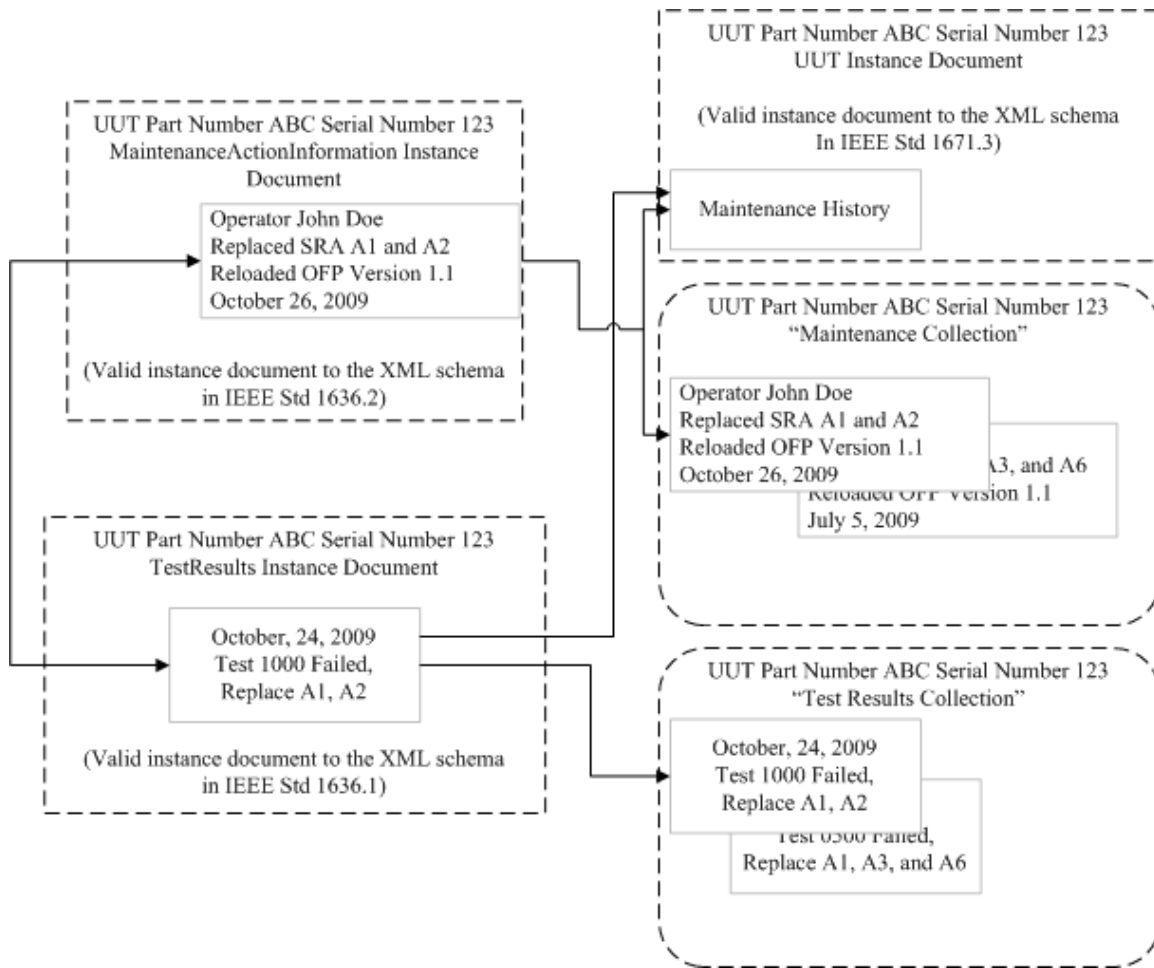 UUT Part Number ABC Serial Number 123
MaintenanceActionInformation Instance
Document
Operator John Doe
Replaced SRA A1 and A2
Reloaded OFP Version 1.1
October 26, 2009
(Valid instance document to the XML schema
in IEEE Std 1636.2)
UUT Part Number ABC Serial Number 123
TestResults Instance Document
October, 24, 2009
Test 1000 Failed,
Replace A1, A2
(Valid instance document to the XML schema
in IEEE Std 1636.1)
UUT Part Number ABC Serial Number 123
UUT Instance Document
(Valid instance document to the XML schema
In IEEE Std 1671.3)
Maintenance History
UUT Part Number ABC Serial Number 123
“Maintenance Collection”
Operator John Doe
Replaced SRA A1 and A2
Reloaded OFP Version 1.1
October 26, 2009
A3, and A6
Reloaded OFP Version 1.1
July 5, 2009
UUT Part Number ABC Serial Number 123
“Test Results Collection”
October, 24, 2009
Test 1000 Failed,
Replace A1, A2
Test 0500 Failed,
Replace A1, A3, and A6